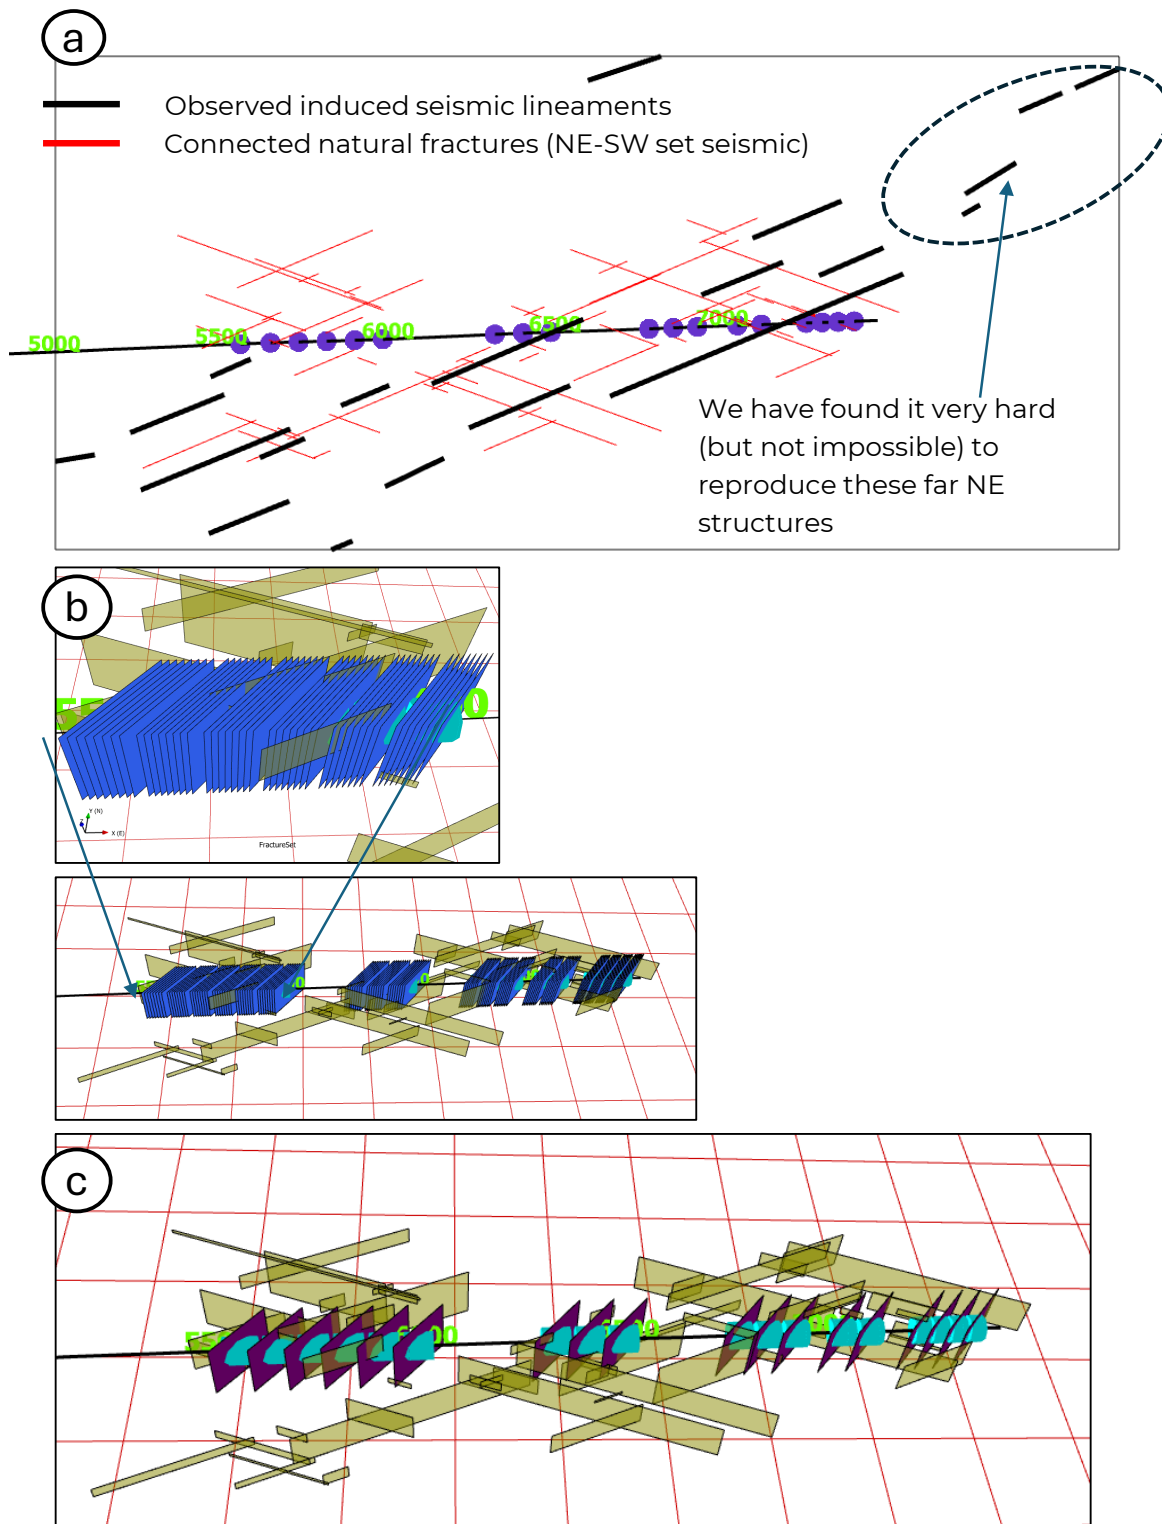 a
Observed induced seismic lineaments
Connected natural fractures (NE-SW set seismic)
5000
5500
6000
6500
7000
We have found it very hard
(but not impossible) to
reproduce these far NE
structures
b
Y (N)
Z
X (E)
FractureSet
c